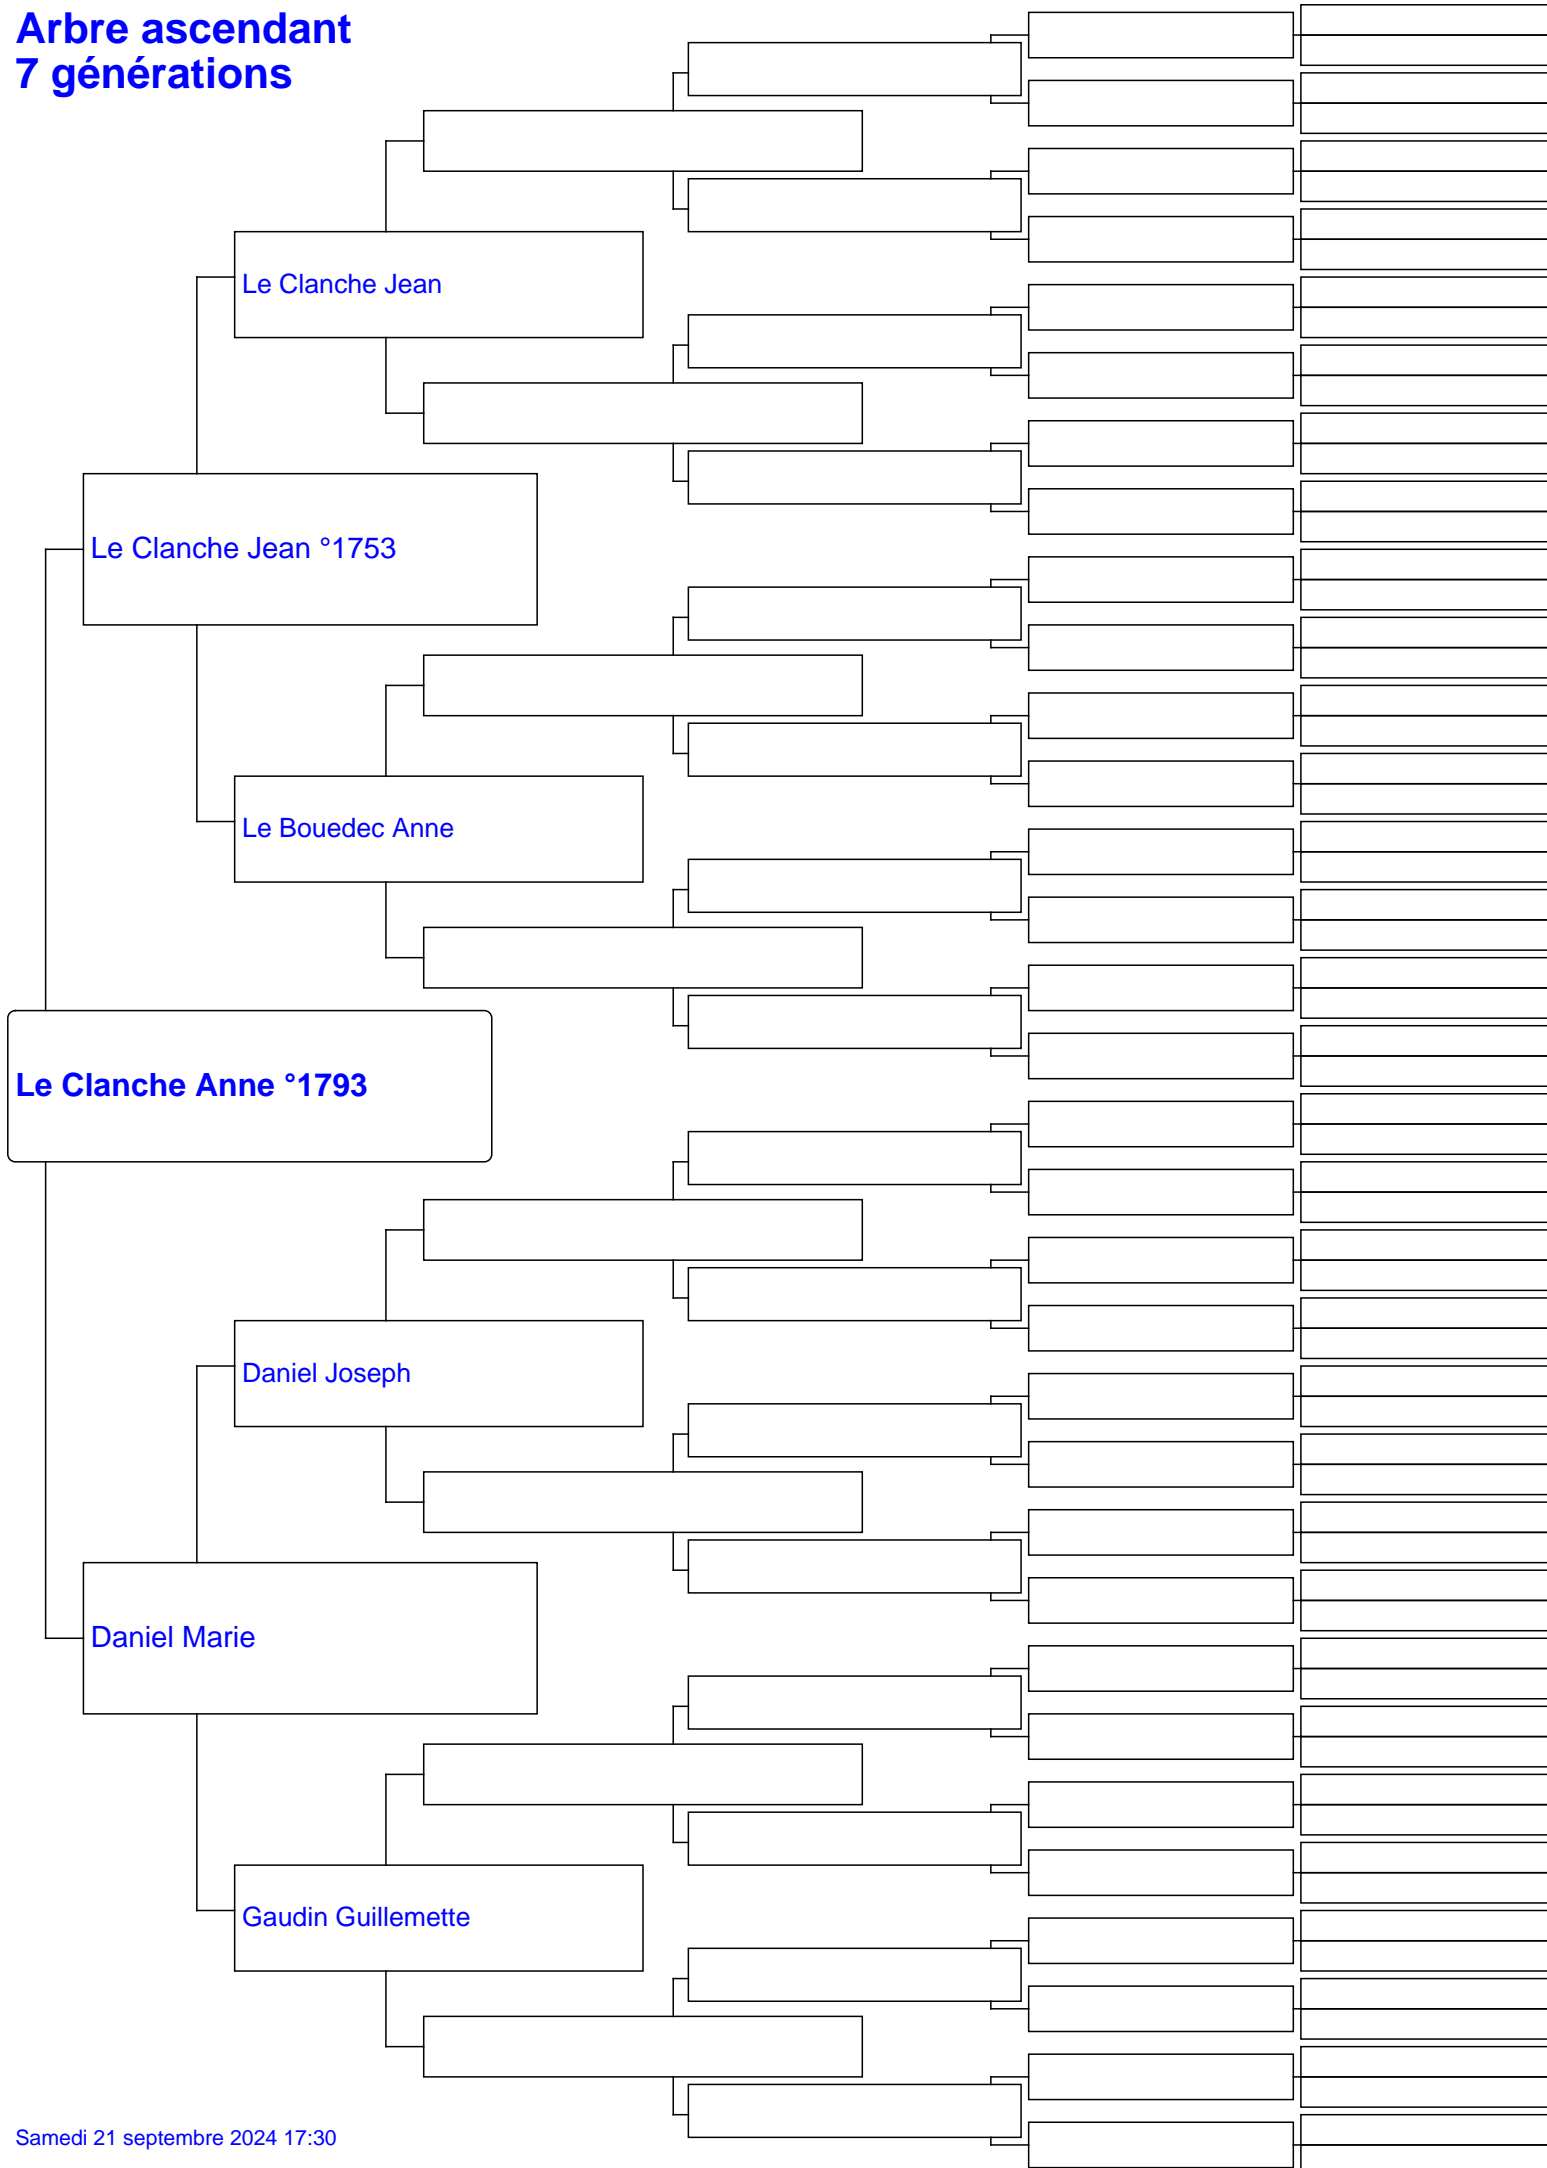 Arbre ascendant
7 générations
Le Clanche Jean
Le Clanche Jean °1753
Le Bouedec Anne
Le Clanche Anne °1793
Daniel Joseph
Daniel Marie
Gaudin Guillemette
Samedi 21 septembre 2024 17:30